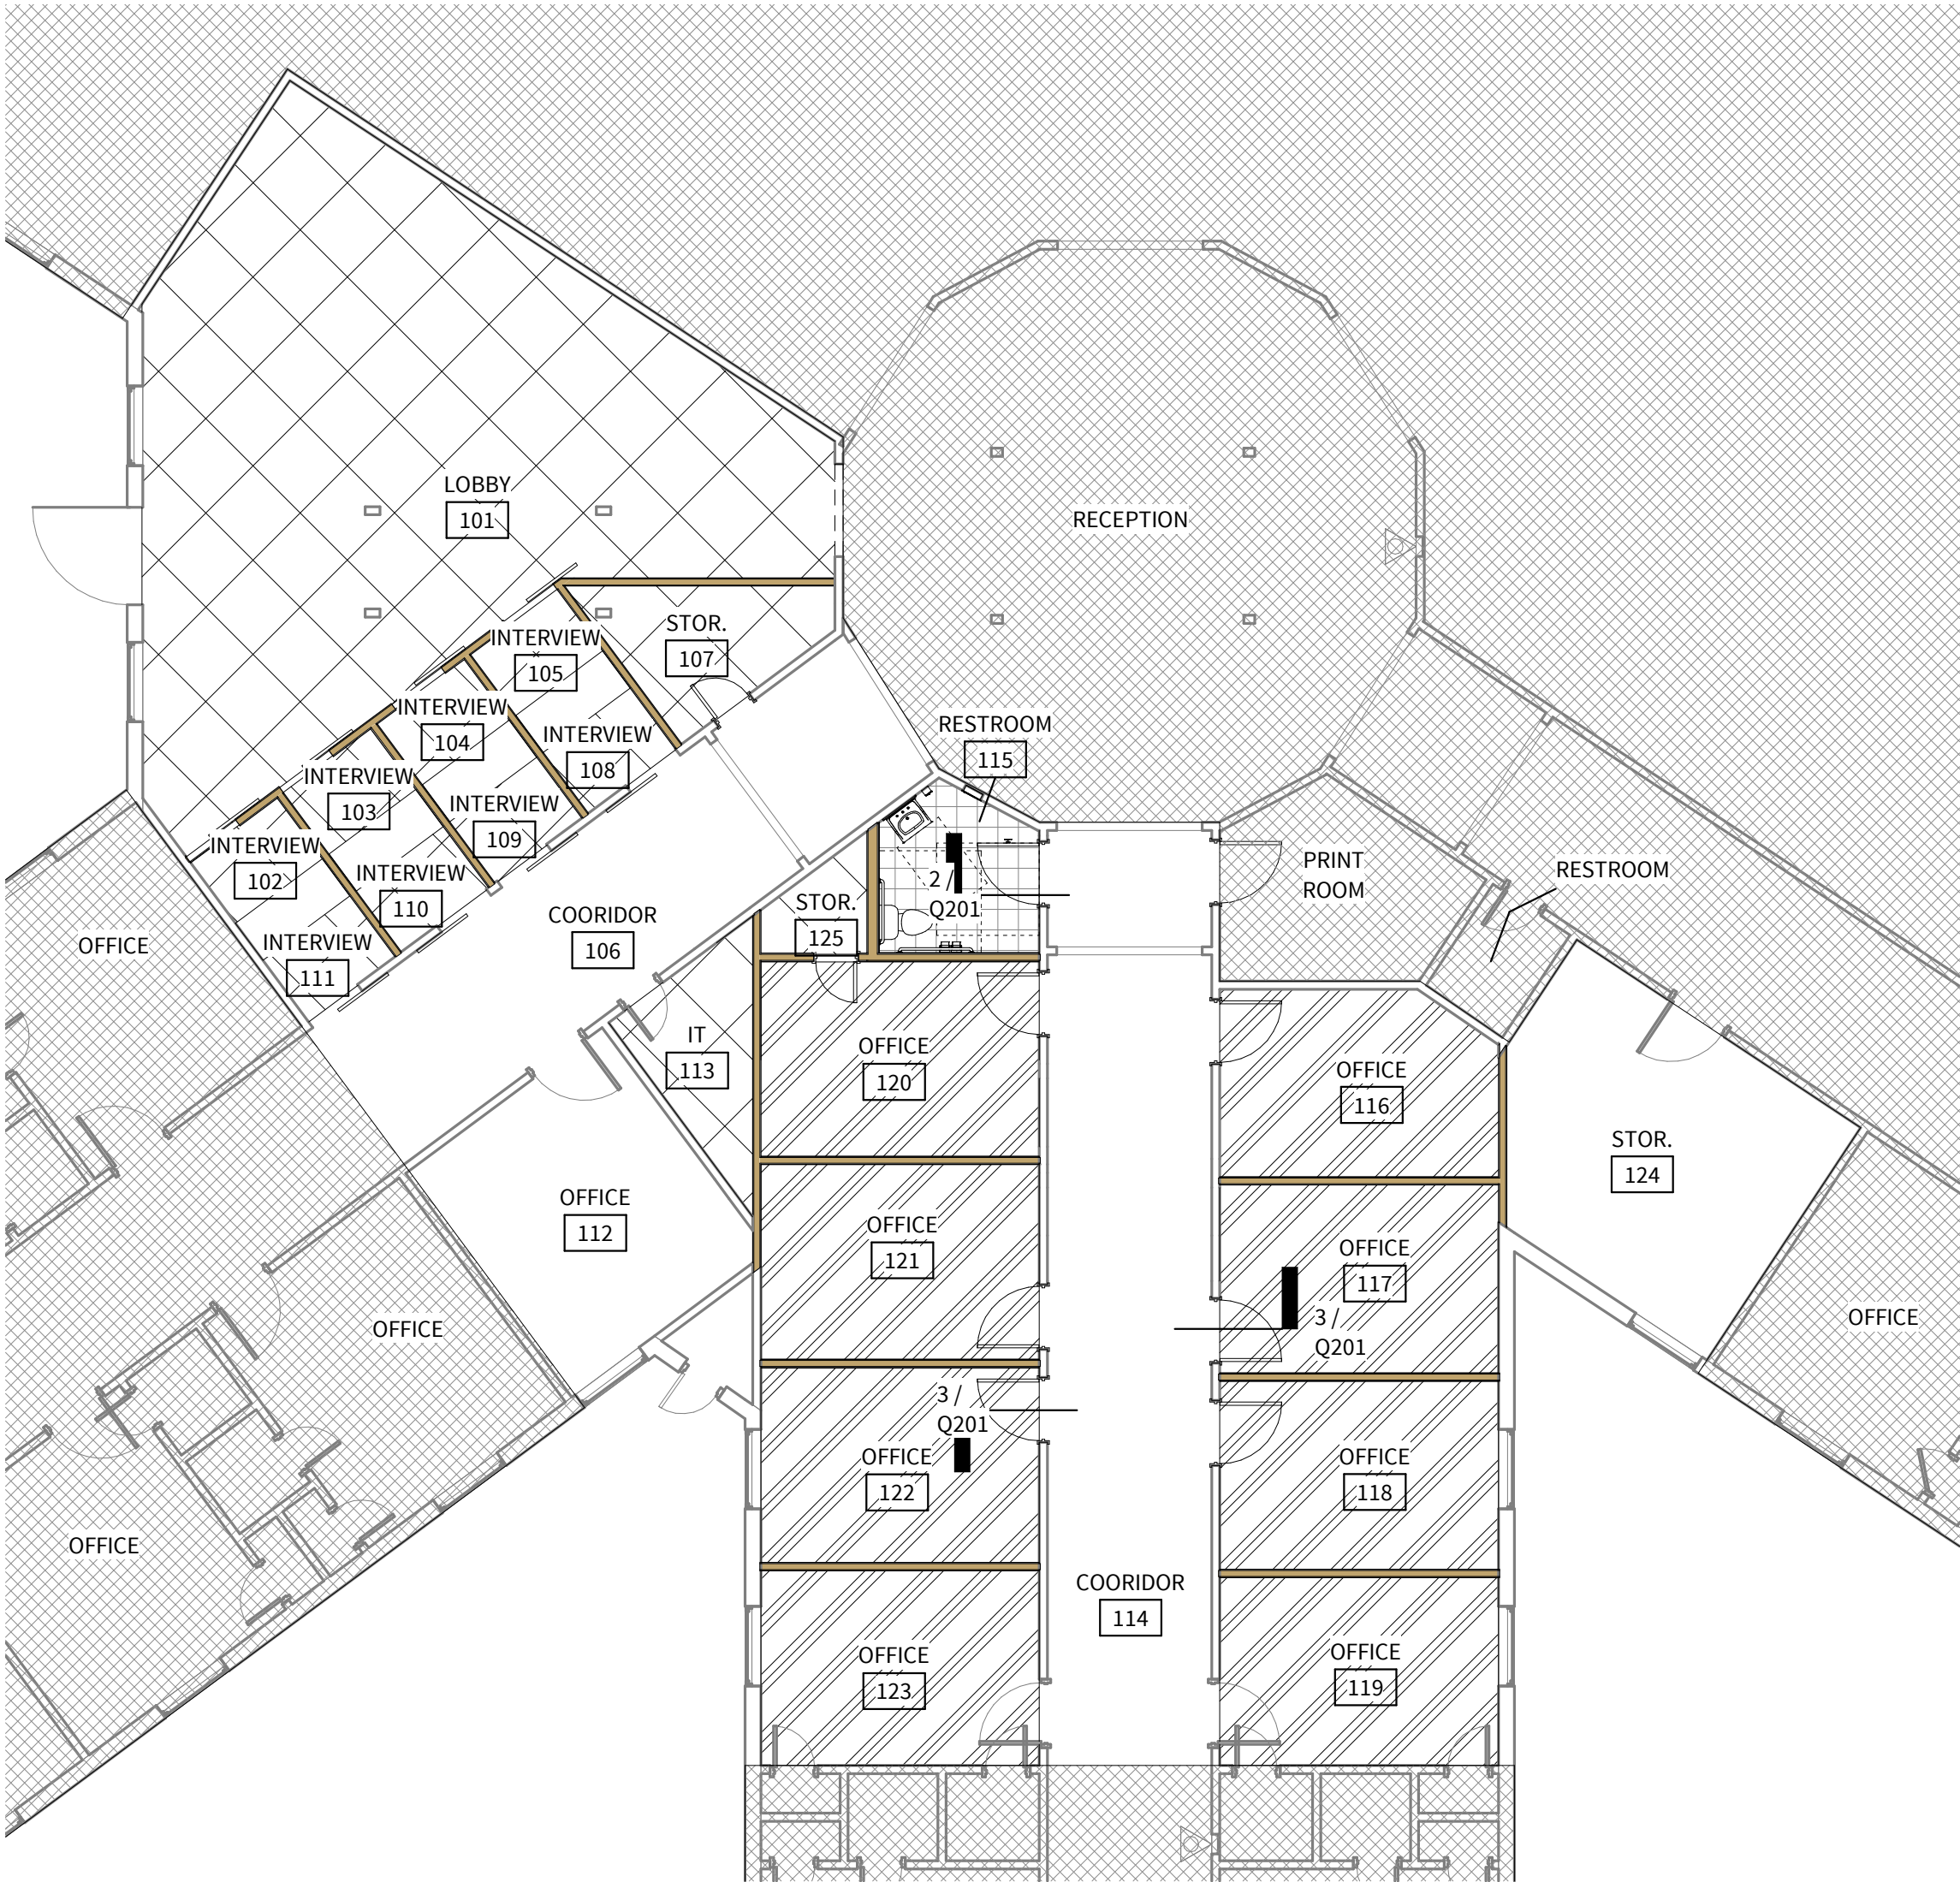 LOBBY
101
RECEPTION
STOR.
107
INTERVIEW
105
INTERVIEW
104
INTERVIEW
108
INTERVIEW
103
INTERVIEW
109
INTERVIEW
102
INTERVIEW
110
INTERVIEW
111
RESTROOM
115
2 /
Q201
PRINT
ROOM
RESTROOM
OFFICE
COORIDOR
106
STOR.
125
IT
113
OFFICE
120
OFFICE
116
STOR.
124
OFFICE
112
OFFICE
121
OFFICE
117
3 /
Q201
OFFICE
OFFICE
3 /
Q201
OFFICE
122
OFFICE
118
OFFICE
COORIDOR
114
OFFICE
123
OFFICE
119